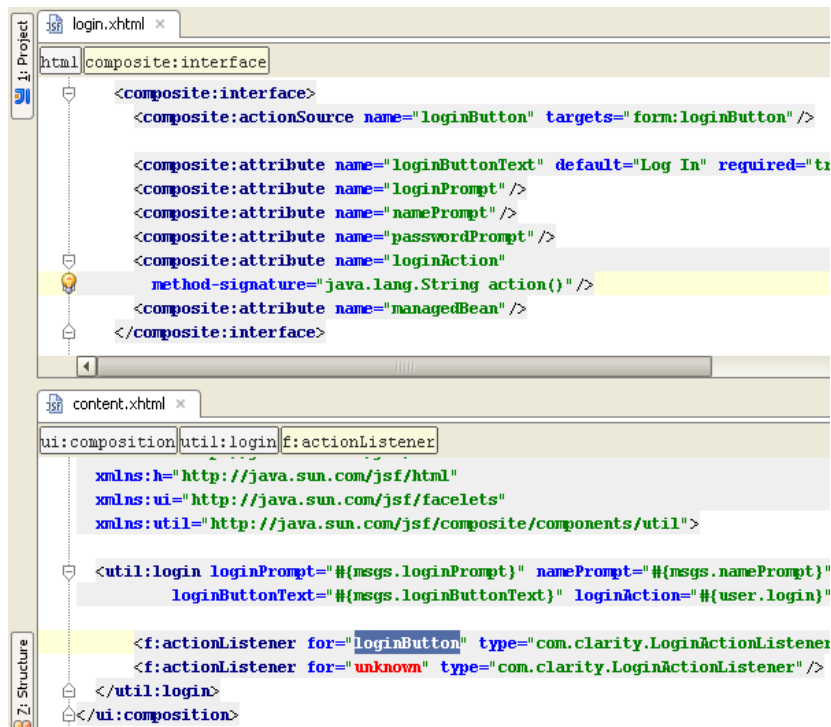 1: Project
login.xhtml ×
html composite:interface
<composite:interface>
<composite:actionSource name="loginButton" targets="form:loginButton"/>
<composite:attribute name="loginButtonText" default="Log In" required="tr
<composite:attribute name="loginPrompt"/>
<composite:attribute name="namePrompt"/>
<composite:attribute name="passwordPrompt"/>
<composite:attribute name="loginAction"
method-signature="java.lang.String action()"/>
<composite:attribute name="managedBean"/>
</composite:interface>
content.xhtml ×
ui:composition util:login f:actionListener
xmlns:h="http://java.sun.com/jsf/html"
xmlns:ui="http://java.sun.com/jsf/facelets"
xmlns:util="http://java.sun.com/jsf/composite/components/util">
<util:login loginPrompt="#{msgs.loginPrompt}" namePrompt="#{msgs.namePrompt}"
loginButtonText="#{msgs.loginButtonText}" loginAction="#{user.login}"
<f:actionListener for="loginButton" type="com.clarity.LoginActionListener
<f:actionListener for="unknown" type="com.clarity.LoginActionListener"/>
</util:login>
</ui:composition>
Z: Structure